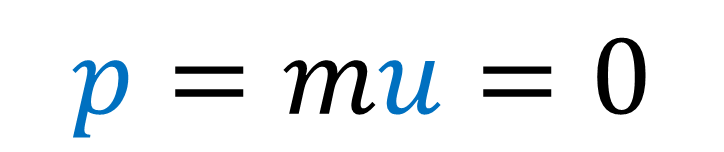 p = mu = 0